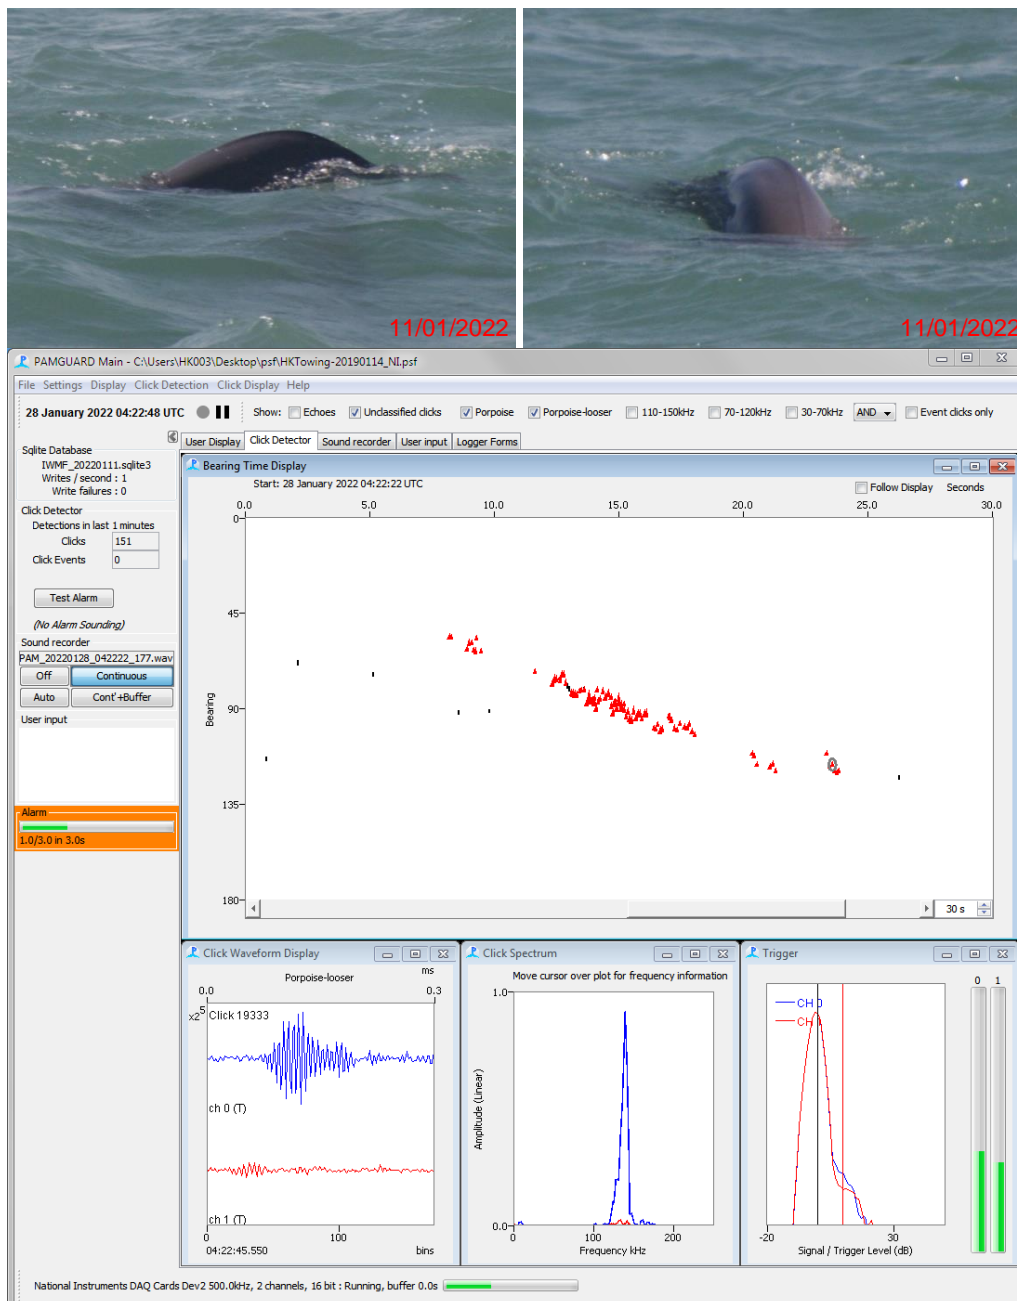 11/01/2022
11/01/2022
PAMGUARD Main - C:\Users\HK003\Desktop\psf\HKTowing-20190114_NI.psf
File Settings Display Click Detection Click Display Help
28 January 2022 04:22:48 UTC Show: Echoes Unclassified clicks Porpoise Porpoise-looser 110-150kHz 70-120kHz 30-70kHz AND Event clicks only
User Display Click Detector Sound recorder User input Logger Forms
Sqlite Database
IWMF_20220111.sqlite3
Writes / second : 1
Write failures : 0
Click Detector
Detections in last 1 minutes
Clicks 151
Click Events 0
Test Alarm
(No Alarm Sounding)
Sound recorder
PAM_20220128_042222_177.wav
Off Continuous
Auto Cont'+Buffer
User input
Alarm
1.0/3.0 in 3.0s
Bearing Time Display
Start: 28 January 2022 04:22:22 UTC
Follow Display Seconds
0.0 5.0 10.0 15.0 20.0 25.0 30.0
0
45
90
135
180
Bearing
30 s
Click Waveform Display
Porpoise-looser
ms
0.0 0.3
x2^5
Click 19333
ch 0 (T)
ch 1 (T)
0 100
04:22:45.550 bins
Click Spectrum
Move cursor over plot for frequency information
1.0
Amplitude (Linear)
0.0
0 100 200
Frequency kHz
Trigger
0 1
CH 0
CH
-20 30
Signal / Trigger Level (dB)
National Instruments DAQ Cards Dev2 500.0kHz, 2 channels, 16 bit : Running, buffer 0.0s